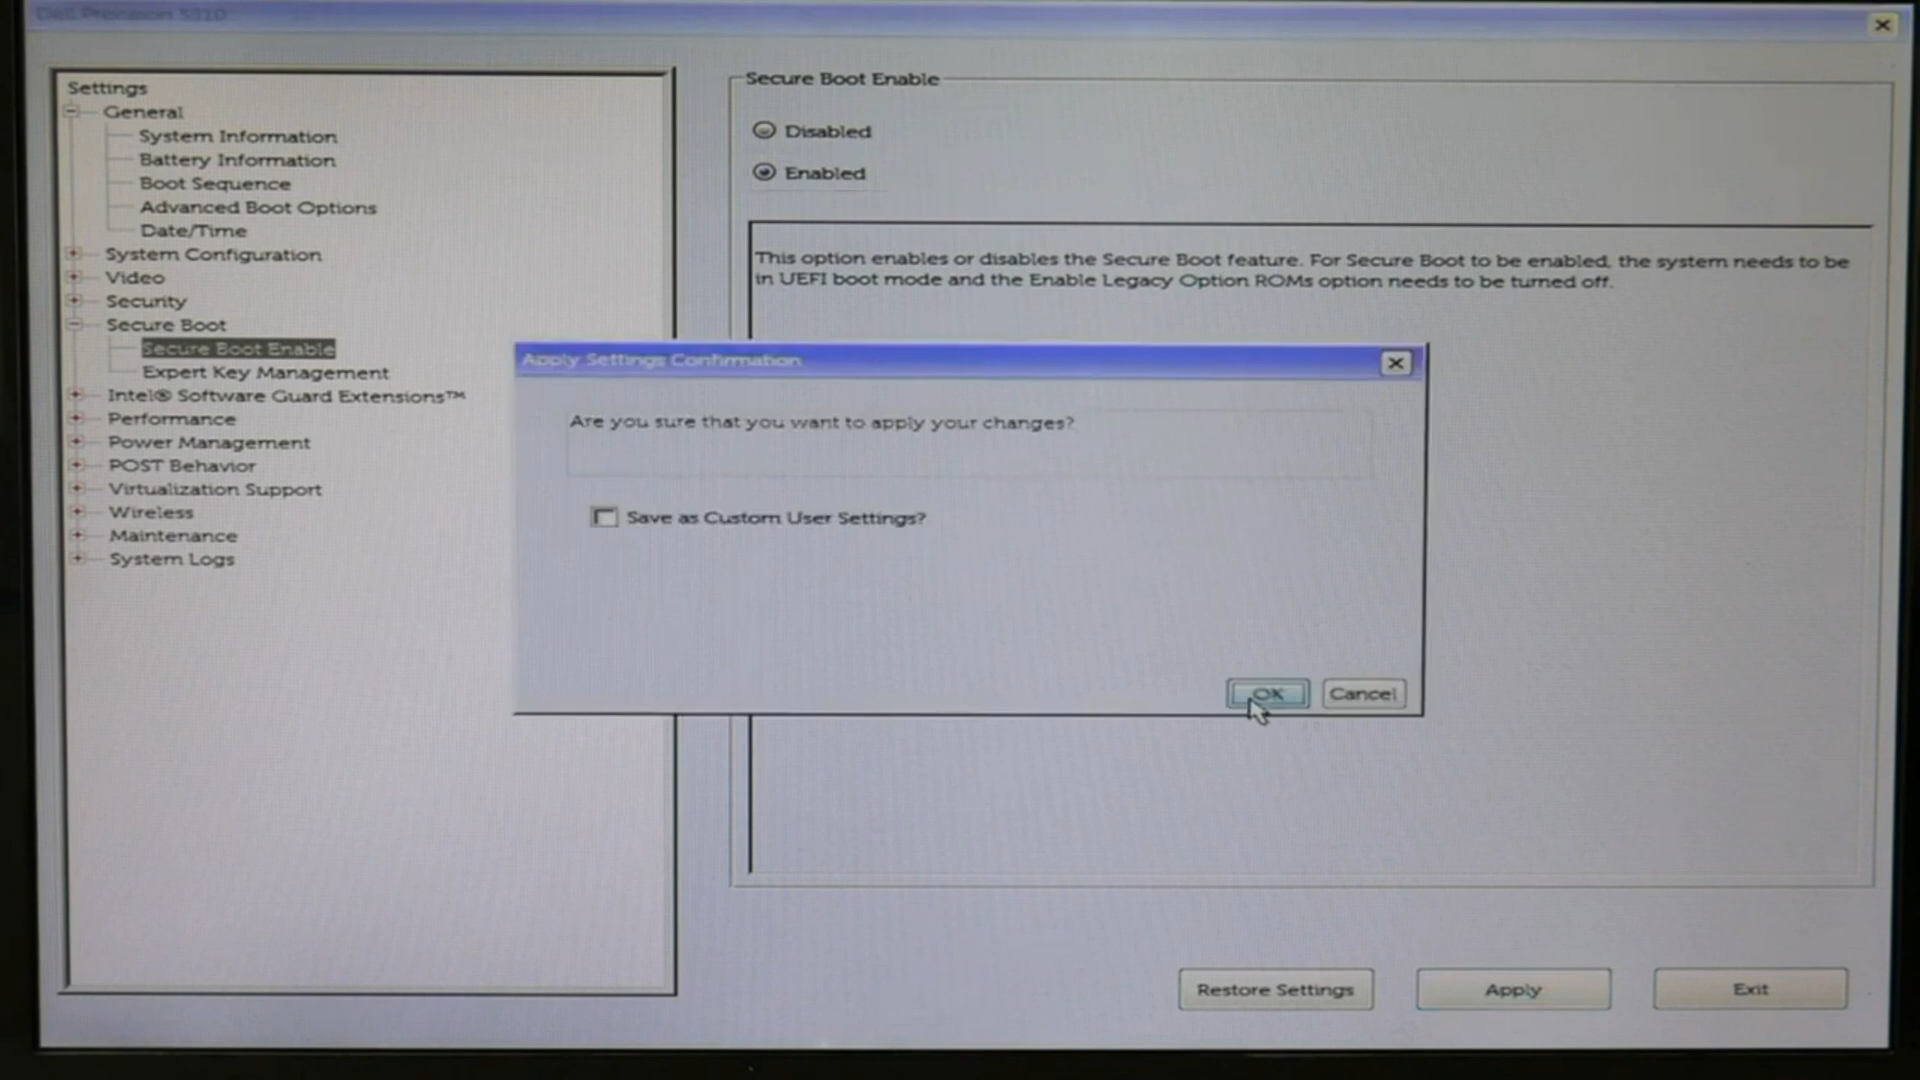 Dell Precision 5510
Settings
General
System Information
Battery Information
Boot Sequence
Advanced Boot Options
Date/Time
System Configuration
Video
Security
Secure Boot
Secure Boot Enable
Expert Key Management
Intel® Software Guard Extensions™
Performance
Power Management
POST Behavior
Virtualization Support
Wireless
Maintenance
System Logs
Secure Boot Enable
Disabled
Enabled
This option enables or disables the Secure Boot feature. For Secure Boot to be enabled, the system needs to be
in UEFI boot mode and the Enable Legacy Option ROMs option needs to be turned off.
Apply Settings Confirmation
Are you sure that you want to apply your changes?
Save as Custom User Settings?
OK
Cancel
Restore Settings
Apply
Exit